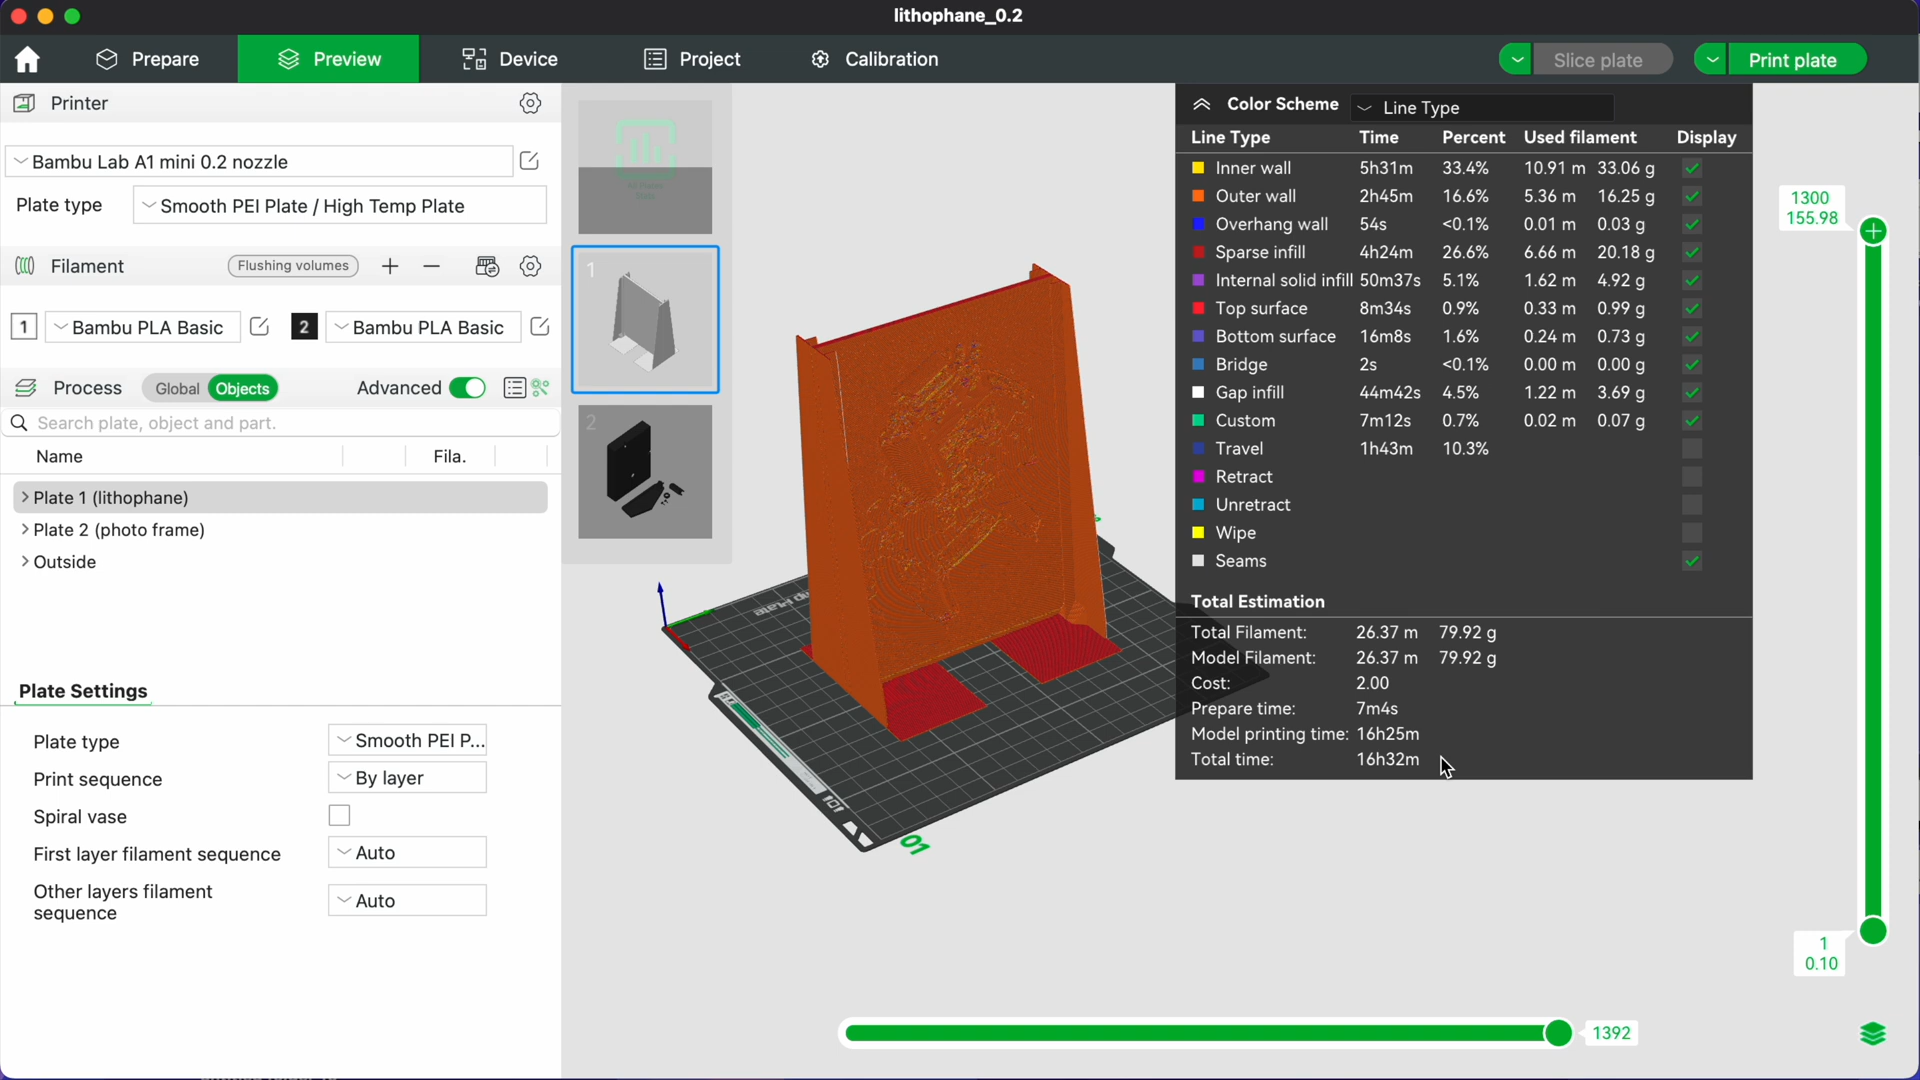 lithophane_0.2
Prepare
Preview
Device
Project
Calibration
Slice plate
Print plate
Printer
Bambu Lab A1 mini 0.2 nozzle
Plate type
Smooth PEI Plate / High Temp Plate
Filament
Flushing volumes
1
Bambu PLA Basic
2
Bambu PLA Basic
Process
Global
Objects
Advanced
Search plate, object and part.
Name
Fila.
Plate 1 (lithophane)
Plate 2 (photo frame)
Outside
Plate Settings
Plate type
Smooth PEI P...
Print sequence
By layer
Spiral vase
First layer filament sequence
Auto
Other layers filament
sequence
Auto
All Plates
Stats
1
2
01
Color Scheme
Line Type
Line Type Time Percent Used filament Display
Inner wall 5h31m 33.4% 10.91 m 33.06 g
Outer wall 2h45m 16.6% 5.36 m 16.25 g
Overhang wall 54s <0.1% 0.01 m 0.03 g
Sparse infill 4h24m 26.6% 6.66 m 20.18 g
Internal solid infill 50m37s 5.1% 1.62 m 4.92 g
Top surface 8m34s 0.9% 0.33 m 0.99 g
Bottom surface 16m8s 1.6% 0.24 m 0.73 g
Bridge 2s <0.1% 0.00 m 0.00 g
Gap infill 44m42s 4.5% 1.22 m 3.69 g
Custom 7m12s 0.7% 0.02 m 0.07 g
Travel 1h43m 10.3%
Retract
Unretract
Wipe
Seams
Total Estimation
Total Filament: 26.37 m 79.92 g
Model Filament: 26.37 m 79.92 g
Cost: 2.00
Prepare time: 7m4s
Model printing time: 16h25m
Total time: 16h32m
1300
155.98
1
0.10
1392